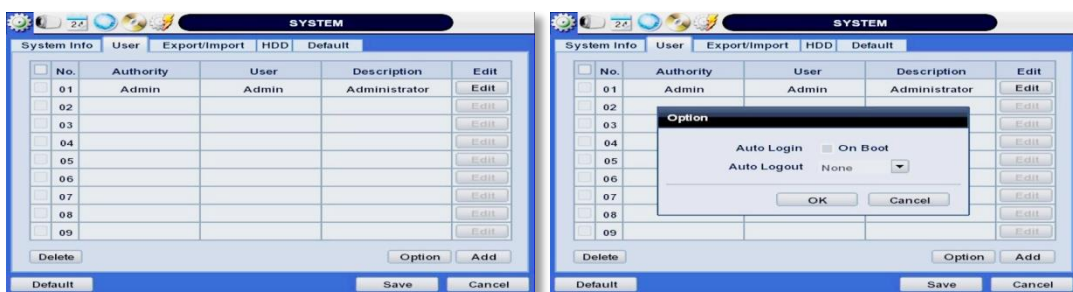 SYSTEM
System Info User Export/Import HDD Default
No. Authority User Description Edit
01 Admin Admin Administrator Edit
02 Edit
03 Edit
04 Edit
05 Edit
06 Edit
07 Edit
08 Edit
09 Edit
Delete Option Add
Default Save Cancel
SYSTEM
System Info User Export/Import HDD Default
No. Authority User Description Edit
01 Admin Admin Administrator Edit
02 Edit
03 Edit
04 Edit
05 Edit
06 Edit
07 Edit
08 Edit
09 Edit
Option
Auto Login On Boot
Auto Logout None
OK Cancel
Delete Option Add
Default Save Cancel